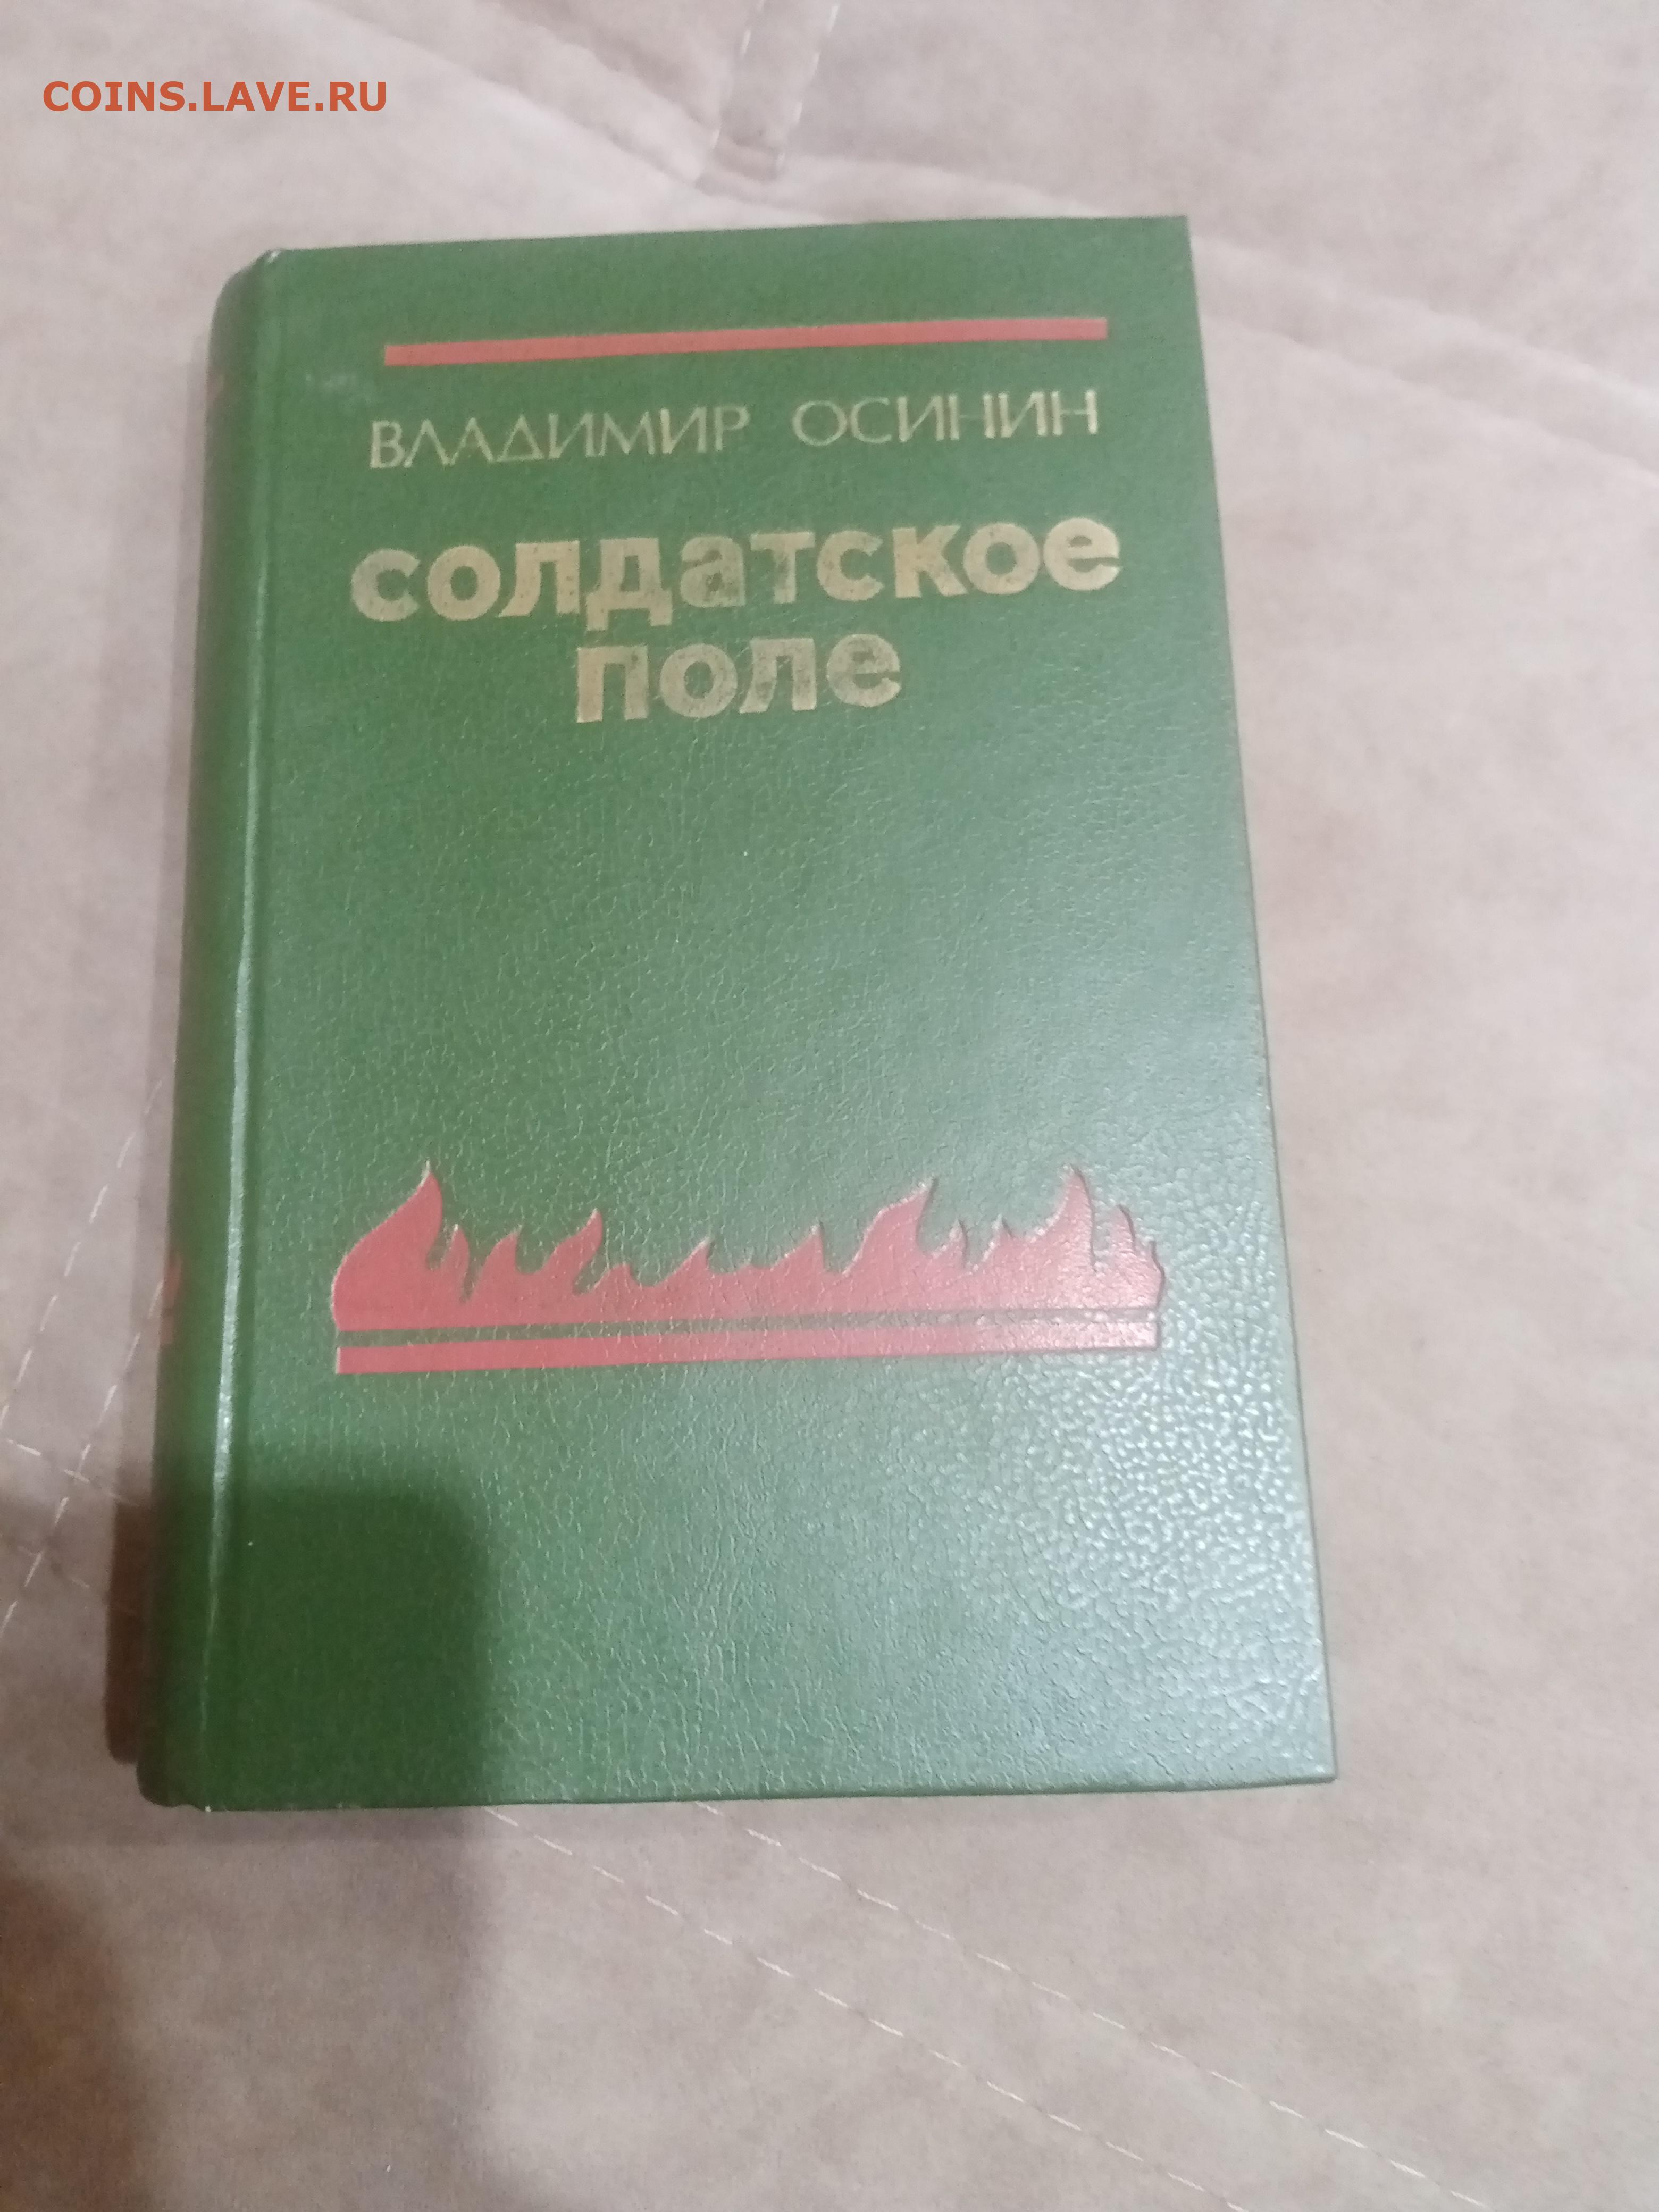 COINS.LAVE.RU
ВЛАДИМИР ОСИНИН
солдатское
поле